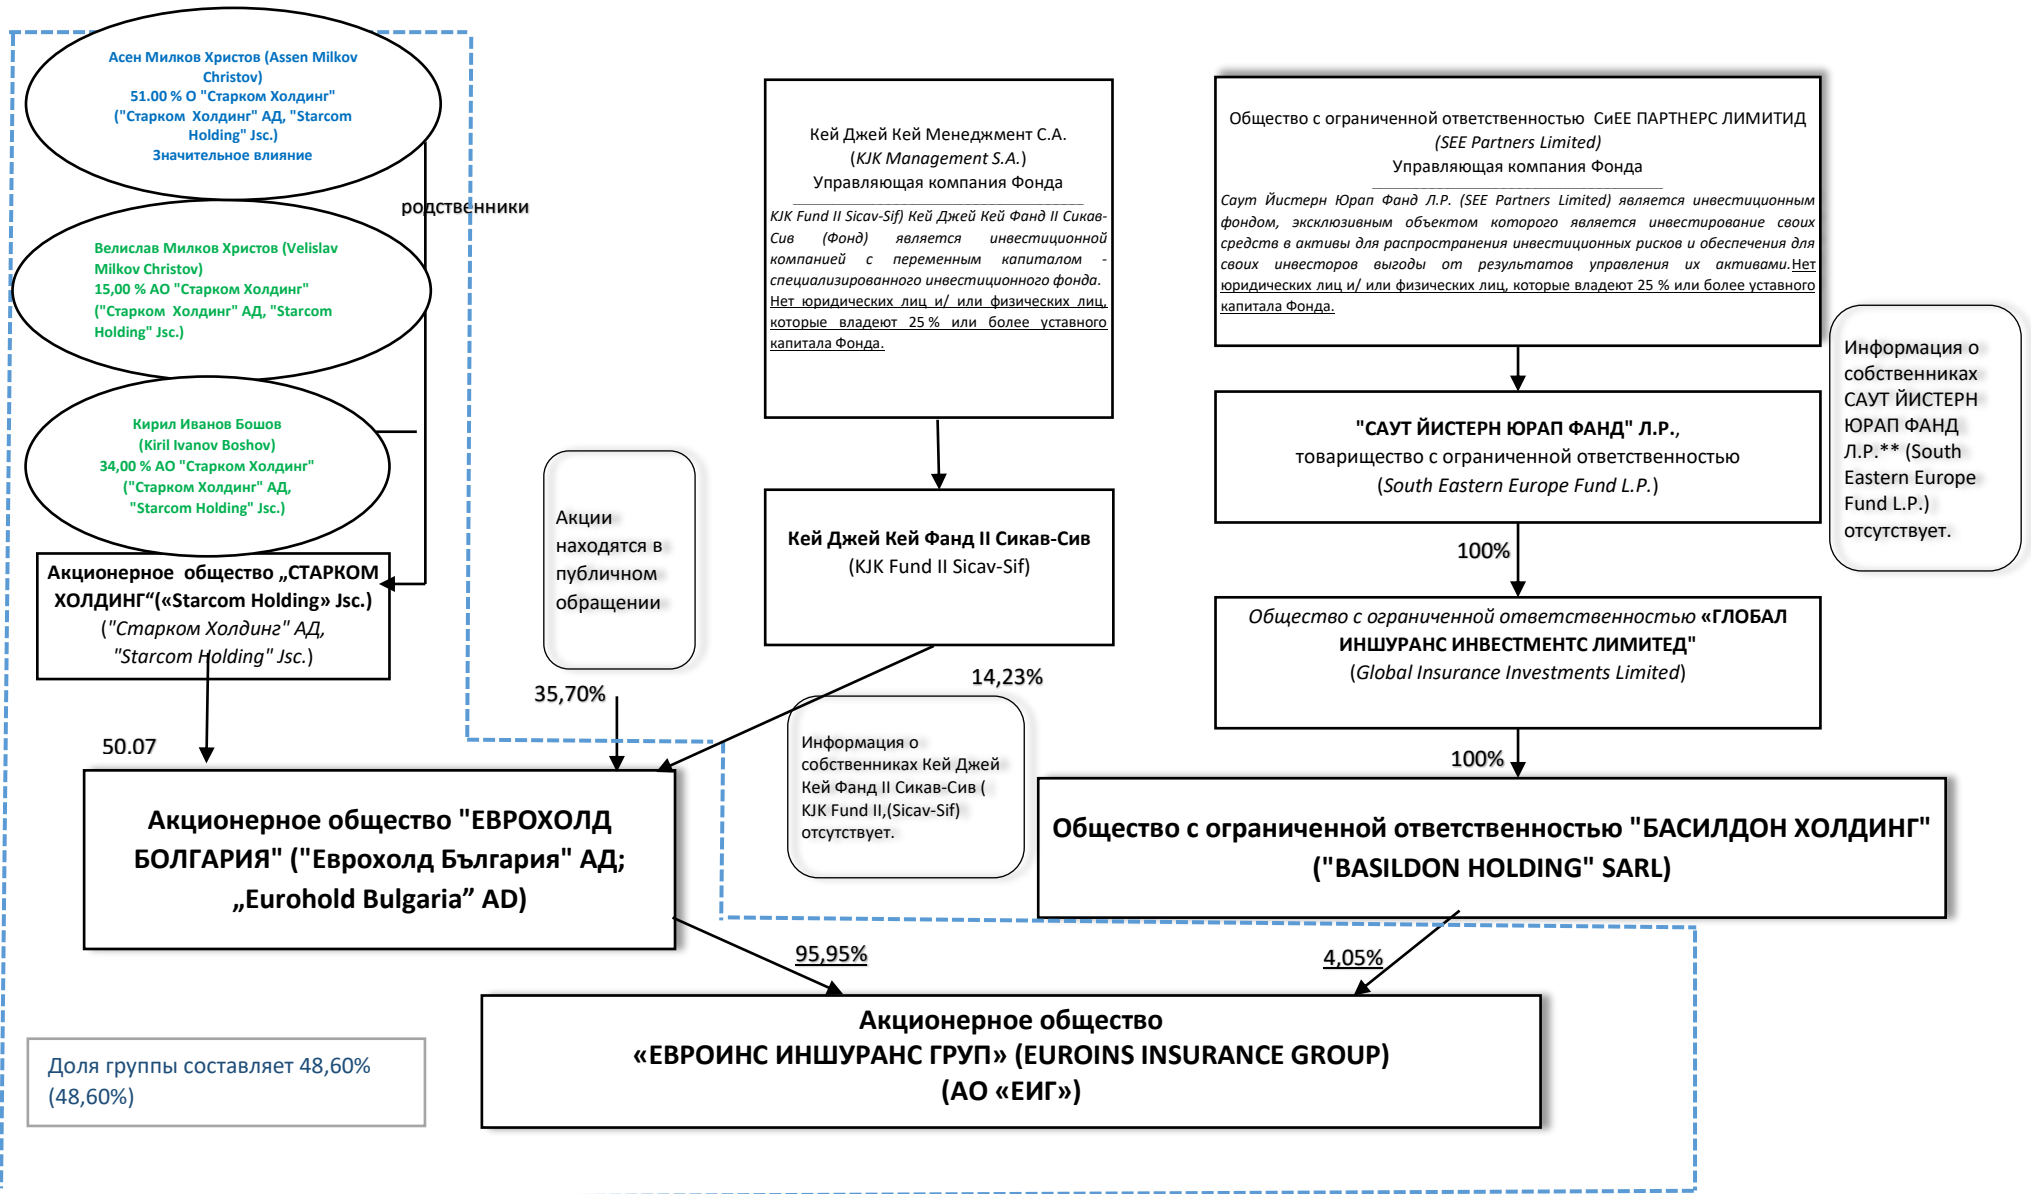 Асен Милков Христов (Assen Milkov
Christov)
51.00 % О "Старком Холдинг"
("Старком  Холдинг" АД, "Starcom
Holding" Jsc.)
Значительное влияние
родственники
Велислав Милков Христов (Velislav
Milkov Christov)
15,00 % АО "Старком Холдинг"
("Старком  Холдинг" АД, "Starcom
Holding" Jsc.)
Кирил Иванов Бошов
(Kiril Ivanov Boshov)
34,00 % АО "Старком Холдинг"
("Старком Холдинг" АД,
"Starcom Holding" Jsc.)
Акционерное  общество „СТАРКОМ
ХОЛДИНГ“(«Starcom Holding» Jsc.)
("Старком Холдинг" АД,
"Starcom Holding" Jsc.)
50.07
Акции
находятся в
публичном
обращении
35,70%
Кей Джей Кей Менеджмент С.А.
(KJK Management S.A.)
Управляющая компания Фонда
KJK Fund II Sicav-Sif) Кей Джей Кей Фанд II Сикав-
Сив (Фонд) является инвестиционной
компанией с переменным капиталом -
специализированного инвестиционного фонда.
Нет юридических лиц и/ или физических лиц,
которые владеют 25 % или более уставного
капитала Фонда.
Кей Джей Кей Фанд II Сикав-Сив
(KJK Fund II Sicav-Sif)
14,23%
Информация о
собственниках Кей Джей
Кей Фанд II Сикав-Сив (
KJK Fund II,(Sicav-Sif)
отсутствует.
Общество с ограниченной ответственностью  СиЕЕ ПАРТНЕРС ЛИМИТИД
(SEE Partners Limited)
Управляющая компания Фонда
Саут Йистерн Юрап Фанд Л.Р. (SEE Partners Limited) является инвестиционным
фондом, эксклюзивным объектом которого является инвестирование своих
средств в активы для распространения инвестиционных рисков и обеспечения для
своих инвесторов выгоды от результатов управления их активами.Нет
юридических лиц и/ или физических лиц, которые владеют 25 % или более уставного
капитала Фонда.
Информация о
собственниках
САУТ ЙИСТЕРН
ЮРАП ФАНД
Л.Р.** (South
Eastern Europe
Fund L.P.)
отсутствует.
"САУТ ЙИСТЕРН ЮРАП ФАНД" Л.Р.,
товарищество с ограниченной ответственностью
(South Eastern Europe Fund L.P.)
100%
Общество с ограниченной ответственностью «ГЛОБАЛ
ИНШУРАНС ИНВЕСТМЕНТС ЛИМИТЕД"
(Global Insurance Investments Limited)
100%
Акционерное общество "ЕВРОХОЛД
БОЛГАРИЯ" ("Еврохолд България" АД;
„Eurohold Bulgaria” AD)
Общество с ограниченной ответственностью "БАСИЛДОН ХОЛДИНГ"
("BASILDON HOLDING" SARL)
95,95%
4,05%
Акционерное общество
«ЕВРОИНС ИНШУРАНС ГРУП» (EUROINS INSURANCE GROUP)
(АО «ЕИГ»)
Доля группы составляет 48,60%
(48,60%)